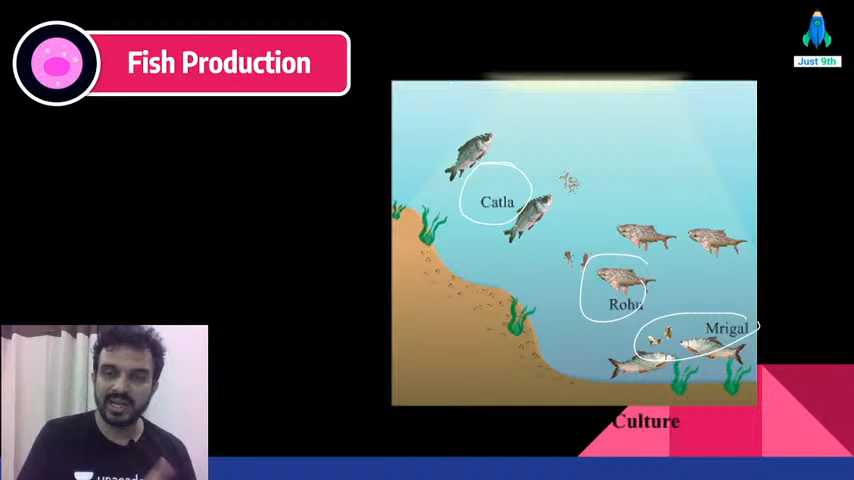 Fish Production
Just 9th
Catla
Rohu
Mrigal
Culture